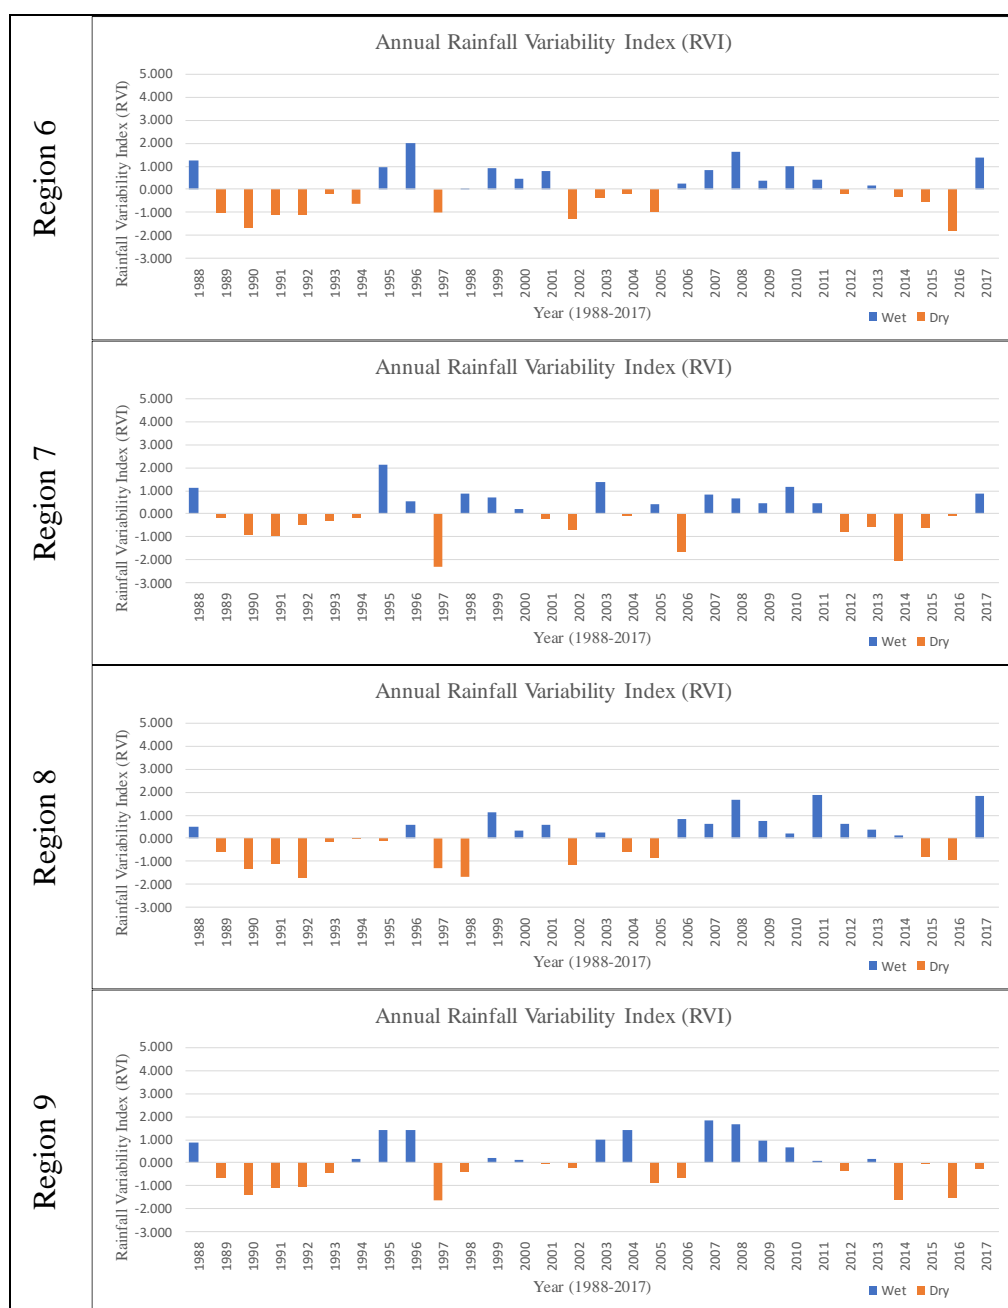 Region 6
Annual Rainfall Variability Index (RVI)
Rainfall Variability Index (RVI)
5.000
4.000
3.000
2.000
1.000
0.000
-1.000
-2.000
-3.000
1988 1989 1990 1991 1992 1993 1994 1995 1996 1997 1998 1999 2000 2001 2002 2003 2004 2005 2006 2007 2008 2009 2010 2011 2012 2013 2014 2015 2016 2017
Year (1988-2017)
Wet Dry
Region 7
Annual Rainfall Variability Index (RVI)
Rainfall Variability Index (RVI)
5.000
4.000
3.000
2.000
1.000
0.000
-1.000
-2.000
-3.000
1988 1989 1990 1991 1992 1993 1994 1995 1996 1997 1998 1999 2000 2001 2002 2003 2004 2005 2006 2007 2008 2009 2010 2011 2012 2013 2014 2015 2016 2017
Year (1988-2017)
Wet Dry
Region 8
Annual Rainfall Variability Index (RVI)
Rainfall Variability Index (RVI)
5.000
4.000
3.000
2.000
1.000
0.000
-1.000
-2.000
-3.000
1988 1989 1990 1991 1992 1993 1994 1995 1996 1997 1998 1999 2000 2001 2002 2003 2004 2005 2006 2007 2008 2009 2010 2011 2012 2013 2014 2015 2016 2017
Year (1988-2017)
Wet Dry
Region 9
Annual Rainfall Variability Index (RVI)
Rainfall Variability Index (RVI)
5.000
4.000
3.000
2.000
1.000
0.000
-1.000
-2.000
-3.000
1988 1989 1990 1991 1992 1993 1994 1995 1996 1997 1998 1999 2000 2001 2002 2003 2004 2005 2006 2007 2008 2009 2010 2011 2012 2013 2014 2015 2016 2017
Year (1988-2017)
Wet Dry